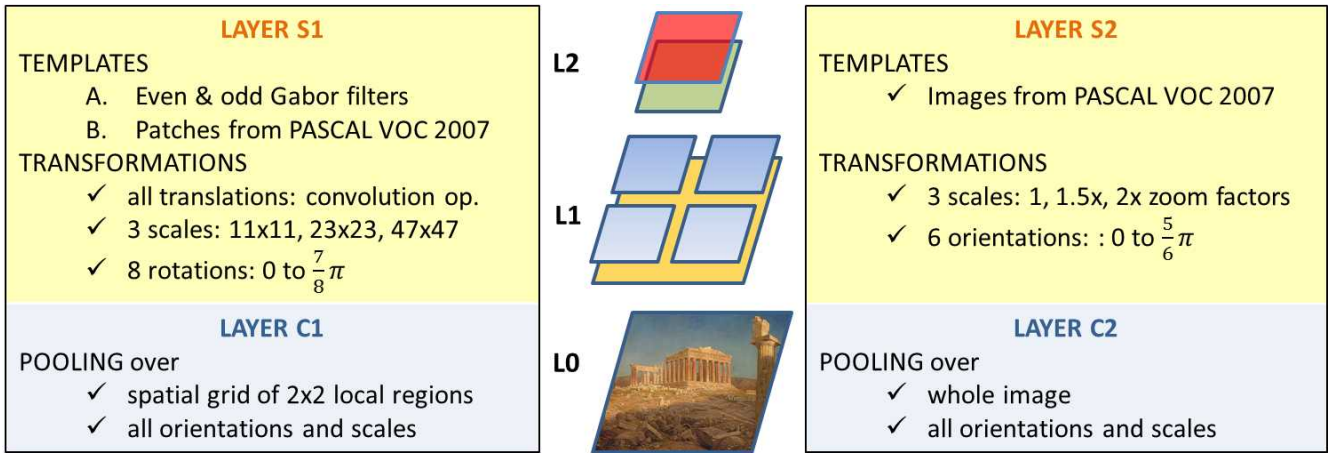 LAYER S1
TEMPLATES
A. Even & odd Gabor filters
B. Patches from PASCAL VOC 2007
TRANSFORMATIONS
✓ all translations: convolution op.
✓ 3 scales: 11x11, 23x23, 47x47
✓ 8 rotations: 0 to 7/8 π
LAYER C1
POOLING over
✓ spatial grid of 2x2 local regions
✓ all orientations and scales
L2
L1
L0
LAYER S2
TEMPLATES
✓ Images from PASCAL VOC 2007
TRANSFORMATIONS
✓ 3 scales: 1, 1.5x, 2x zoom factors
✓ 6 orientations: : 0 to 5/6 π
LAYER C2
POOLING over
✓ whole image
✓ all orientations and scales